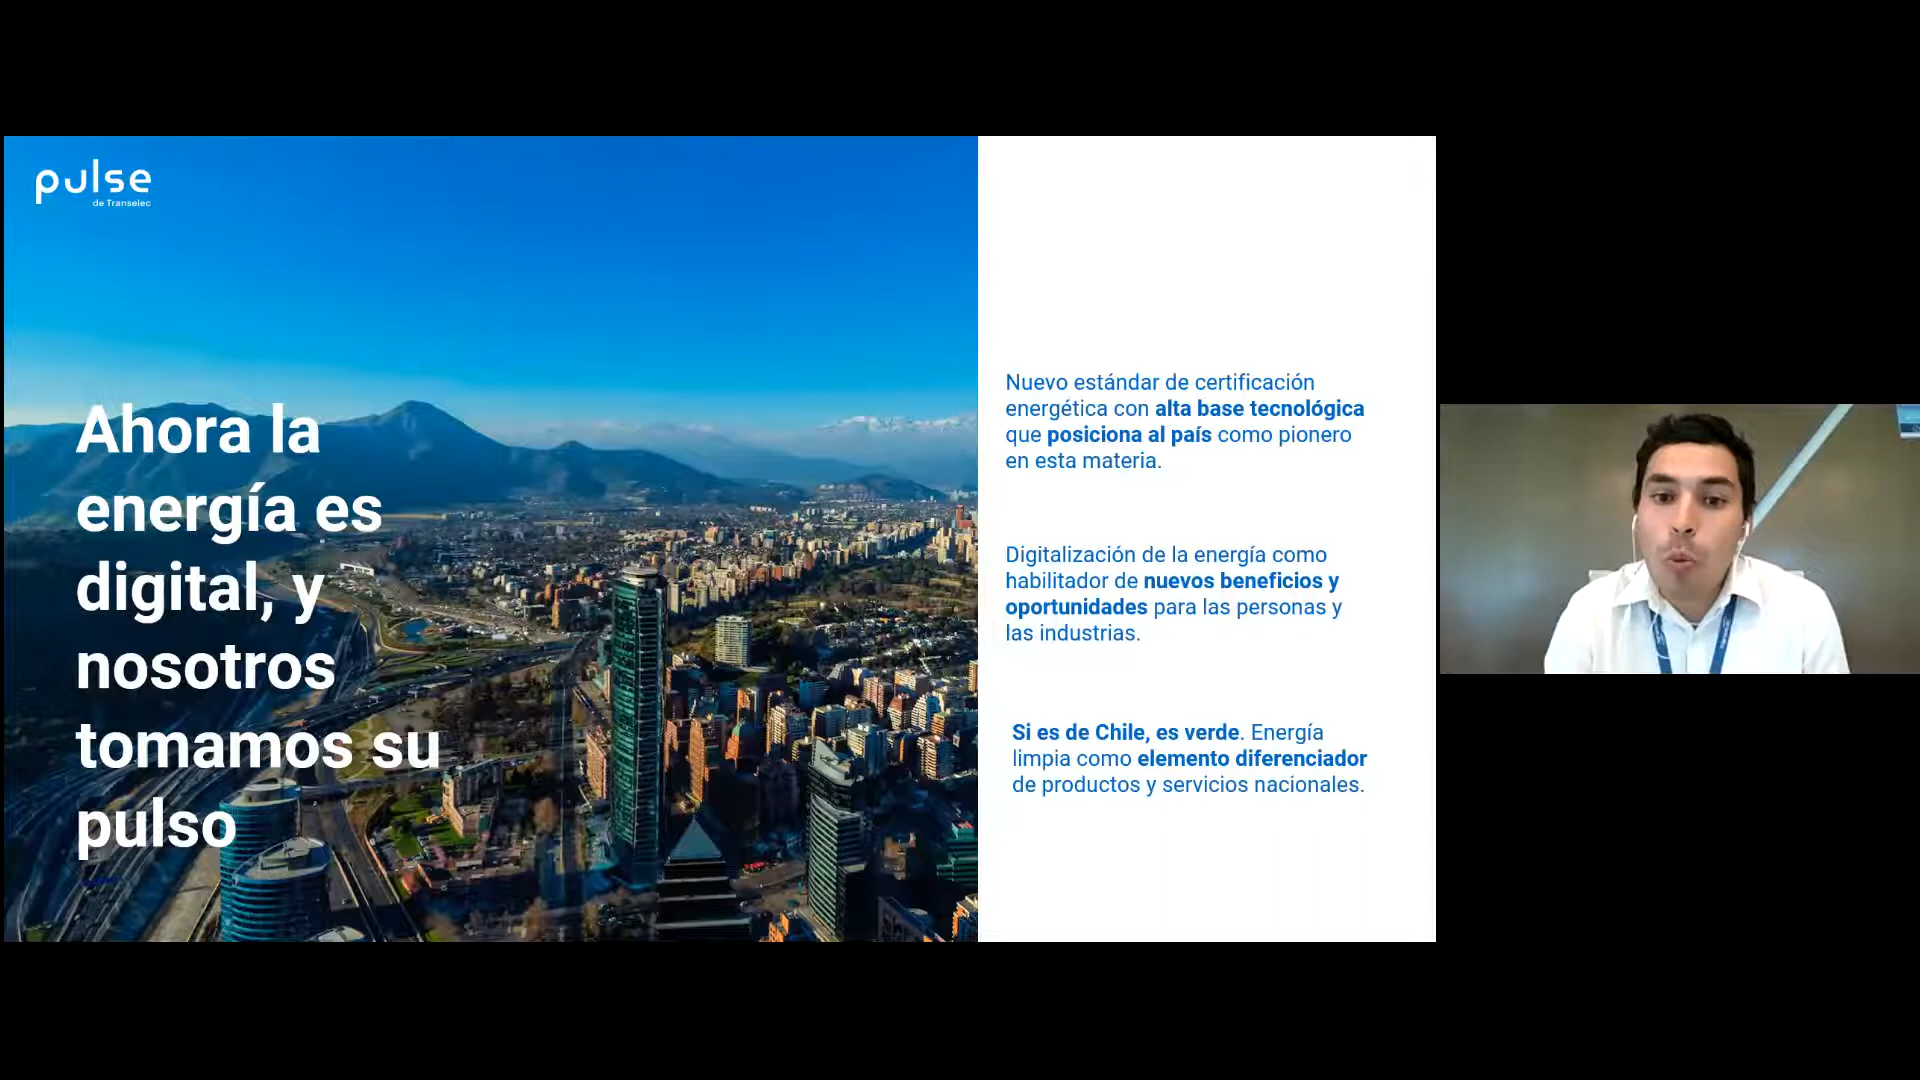 pulse
de Transelec
Ahora la
energía es
digital, y
nosotros
tomamos su
pulso
Nuevo estándar de certificación
energética con alta base tecnológica
que posiciona al país como pionero
en esta materia.
Digitalización de la energía como
habilitador de nuevos beneficios y
oportunidades para las personas y
las industrias.
Si es de Chile, es verde. Energía
limpia como elemento diferenciador
de productos y servicios nacionales.